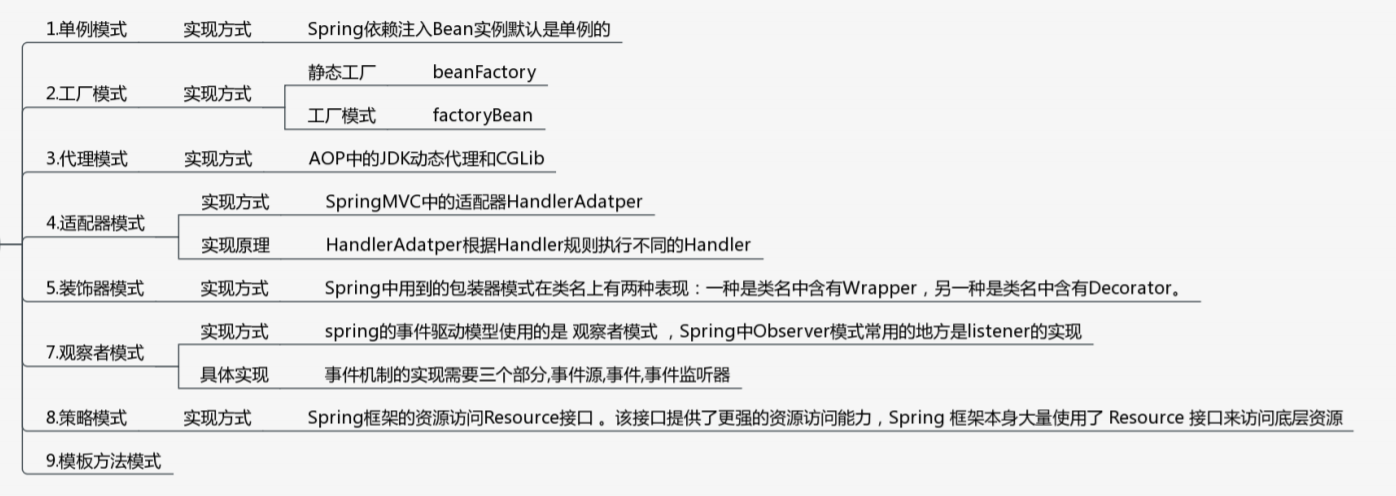 1.单例模式 实现方式 Spring依赖注入Bean实例默认是单例的
静态工厂 beanFactory
2.工厂模式 实现方式
工厂模式 factoryBean
3.代理模式 实现方式 AOP中的JDK动态代理和CGLib
实现方式 SpringMVC中的适配器HandlerAdatper
4.适配器模式
实现原理 HandlerAdatper根据Handler规则执行不同的Handler
5.装饰器模式 实现方式 Spring中用到的包装器模式在类名上有两种表现：一种是类名中含有Wrapper，另一种是类名中含有Decorator。
实现方式 spring的事件驱动模型使用的是 观察者模式 ，Spring中Observer模式常用的地方是listener的实现
7.观察者模式
具体实现 事件机制的实现需要三个部分,事件源,事件,事件监听器
8.策略模式 实现方式 Spring框架的资源访问Resource接口 。该接口提供了更强的资源访问能力，Spring 框架本身大量使用了 Resource 接口来访问底层资源
9.模板方法模式